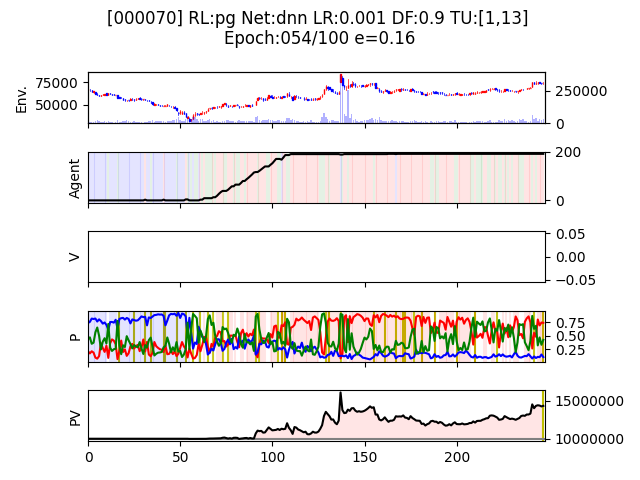 [000070] RL:pg Net:dnn LR:0.001 DF:0.9 TU:[1,13]
Epoch:054/100 e=0.16
Env.
75000
50000
250000
0
Agent
200
0
V
0.05
0.00
−0.05
P
0.75
0.50
0.25
PV
15000000
10000000
0 50 100 150 200